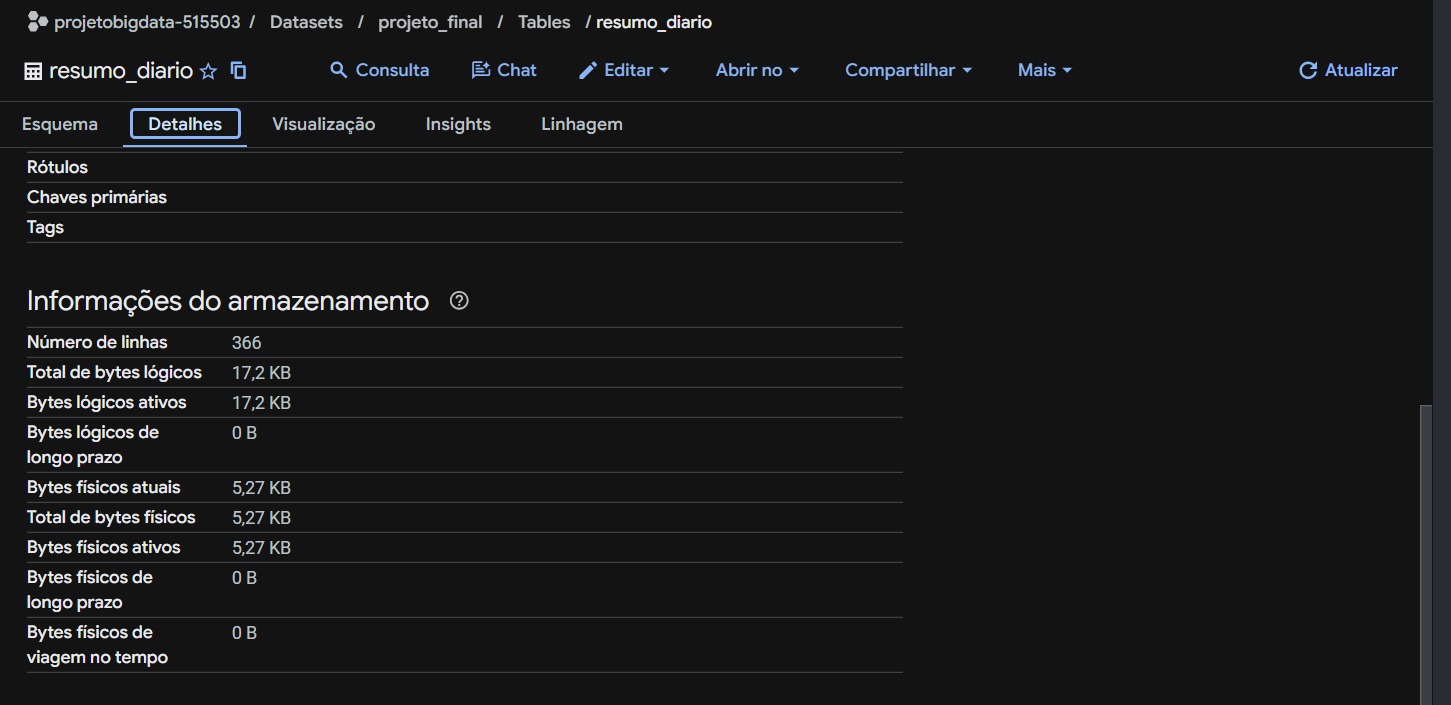 projetobigdata-515503 / Datasets / projeto_final / Tables / resumo_diario
resumo_diario Consulta Chat Editar Abrir no Compartilhar Mais Atualizar
Esquema Detalhes Visualização Insights Linhagem
Rótulos
Chaves primárias
Tags
Informações do armazenamento
Número de linhas 366
Total de bytes lógicos 17,2 KB
Bytes lógicos ativos 17,2 KB
Bytes lógicos de 0 B
longo prazo
Bytes físicos atuais 5,27 KB
Total de bytes físicos 5,27 KB
Bytes físicos ativos 5,27 KB
Bytes físicos de 0 B
longo prazo
Bytes físicos de 0 B
viagem no tempo